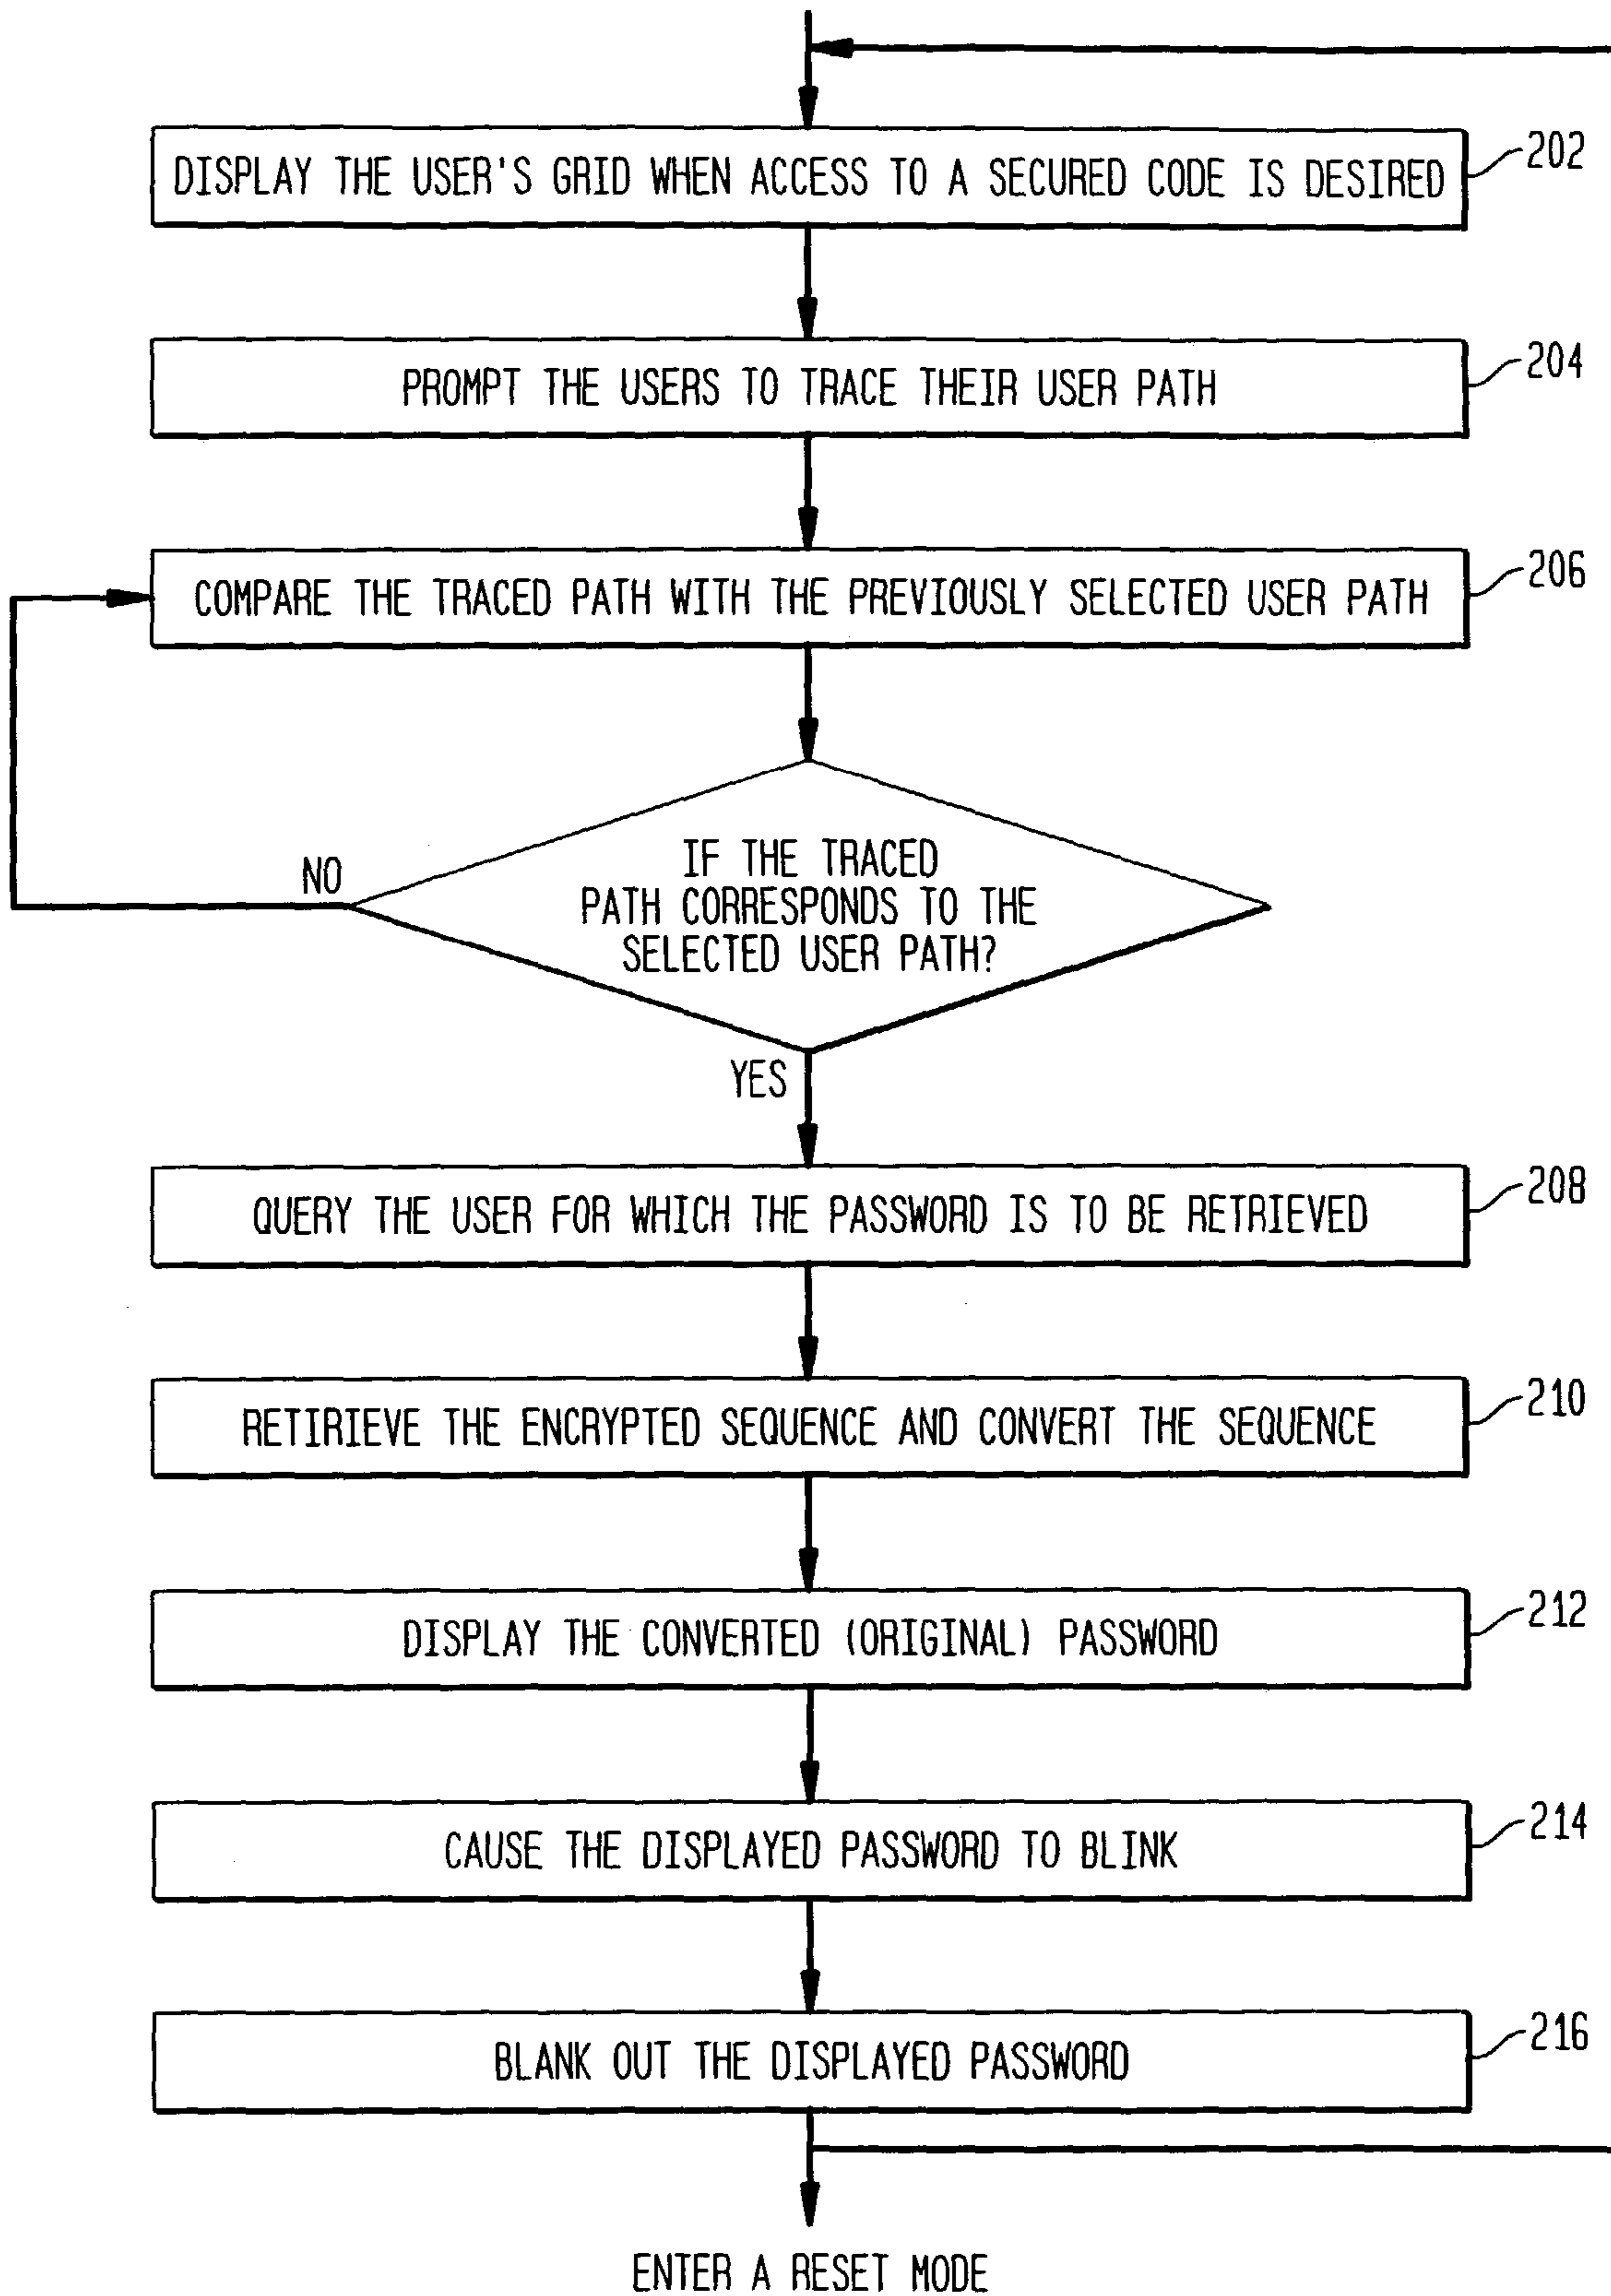 DISPLAY THE USER'S GRID WHEN ACCESS TO A SECURED CODE IS DESIRED
202
PROMPT THE USERS TO TRACE THEIR USER PATH
204
COMPARE THE TRACED PATH WITH THE PREVIOUSLY SELECTED USER PATH
206
IF THE TRACED
PATH CORRESPONDS TO THE
SELECTED USER PATH?
NO
YES
QUERY THE USER FOR WHICH THE PASSWORD IS TO BE RETRIEVED
208
RETIRIEVE THE ENCRYPTED SEQUENCE AND CONVERT THE SEQUENCE
210
DISPLAY THE CONVERTED (ORIGINAL) PASSWORD
212
CAUSE THE DISPLAYED PASSWORD TO BLINK
214
BLANK OUT THE DISPLAYED PASSWORD
216
ENTER A RESET MODE